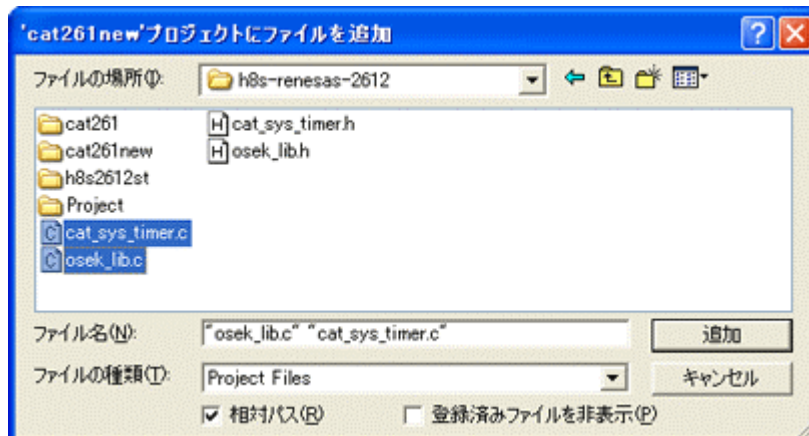 'cat261new'プロジェクトにファイルを追加
ファイルの場所(I):
h8s-renesas-2612
cat261
cat261new
h8s2612st
Project
cat_sys_timer.c
osek_lib.c
cat_sys_timer.h
osek_lib.h
ファイル名(N):
"osek_lib.c" "cat_sys_timer.c"
追加
ファイルの種類(T):
Project Files
キャンセル
相対パス(R)
登録済みファイルを非表示(P)